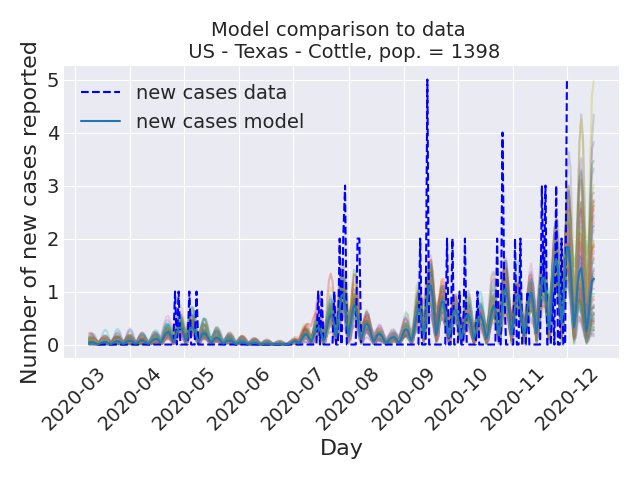 Model comparison to data
US - Texas - Cottle, pop. = 1398
Number of new cases reported
5
4
3
2
1
0
new cases data
new cases model
2020-03
2020-04
2020-05
2020-06
2020-07
2020-08
2020-09
2020-10
2020-11
2020-12
Day